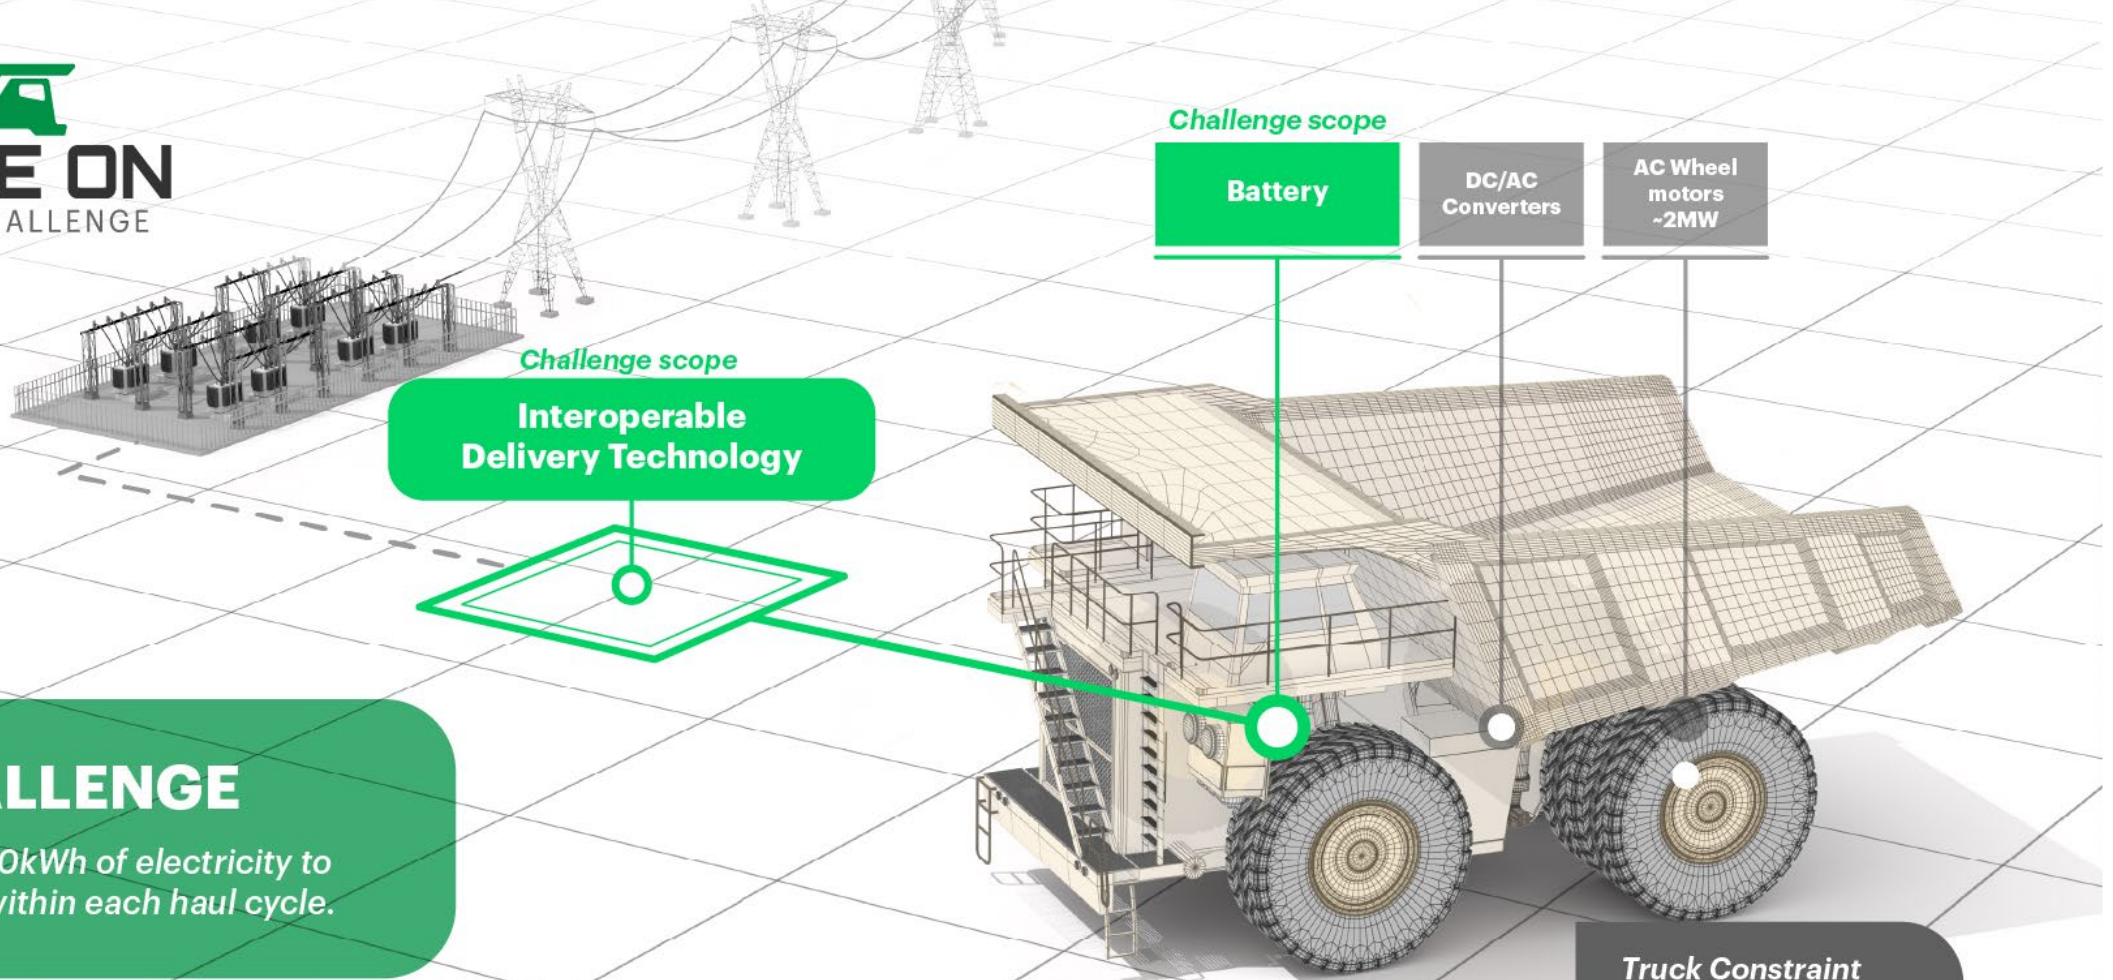 E ON
ALLENGE
Challenge scope
Battery
DC/AC
Converters
AC Wheel
motors
~2MW
Challenge scope
Interoperable
Delivery Technology
ALLENGE
0kWh of electricity to
within each haul cycle.
Truck Constraint